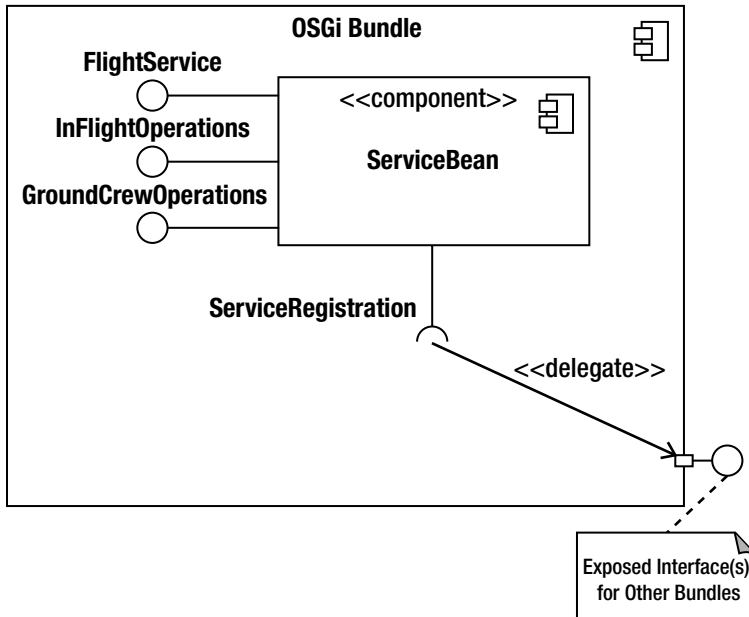 OSGi Bundle
FlightService
<<component>>
InFlightOperations
ServiceBean
GroundCrewOperations
ServiceRegistration
<<delegate>>
Exposed Interface(s)
for Other Bundles